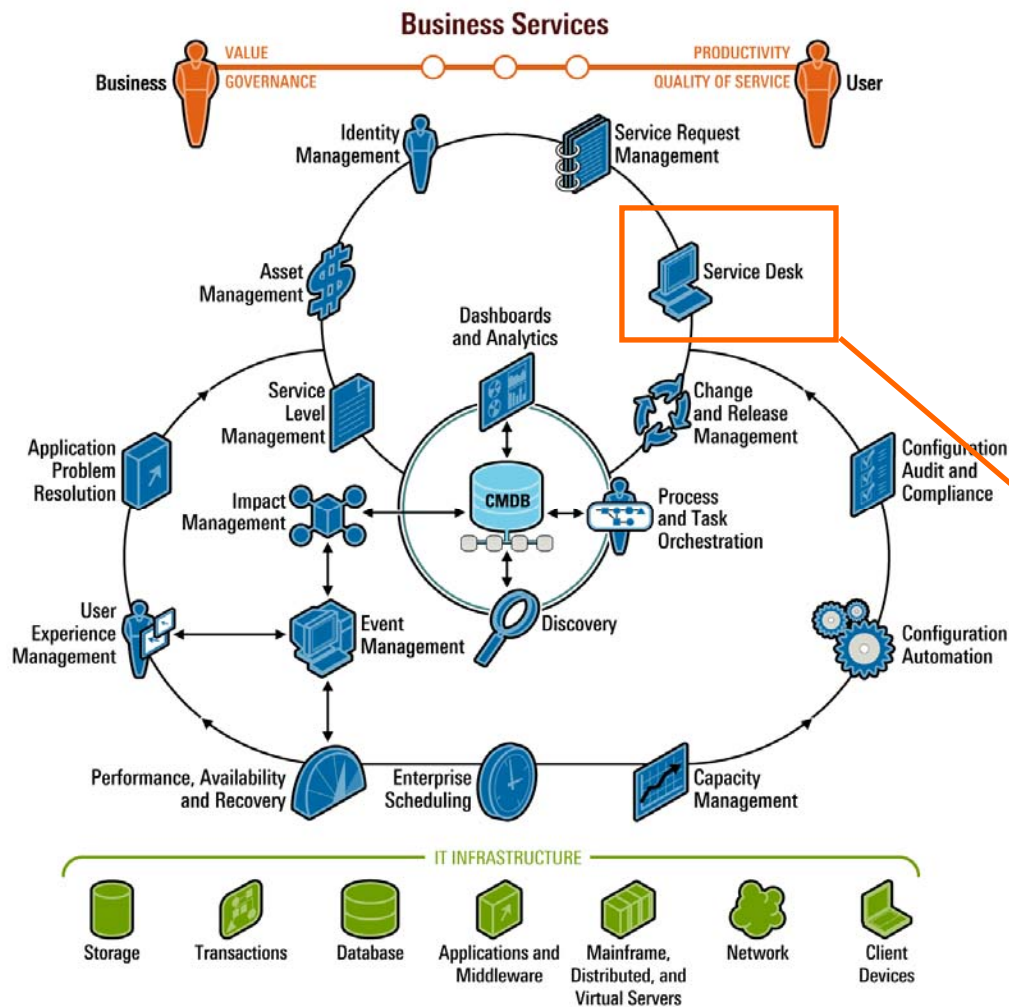 Business Services
VALUE
PRODUCTIVITY
Business
User
GOVERNANCE
QUALITY OF SERVICE
Identity
Management
Service Request
Management
Asset
Management
Service Desk
Dashboards
and Analytics
Service
Level
Management
Change
and Release
Management
Application
Problem
Resolution
Configuration
Audit and
Compliance
Impact
Management
CMDB
Process
and Task
Orchestration
User
Experience
Management
Event
Management
Discovery
Configuration
Automation
Performance, Availability
and Recovery
Enterprise
Scheduling
Capacity
Management
IT INFRASTRUCTURE
Storage
Transactions
Database
Applications and
Middleware
Mainframe,
Distributed, and
Virtual Servers
Network
Client
Devices